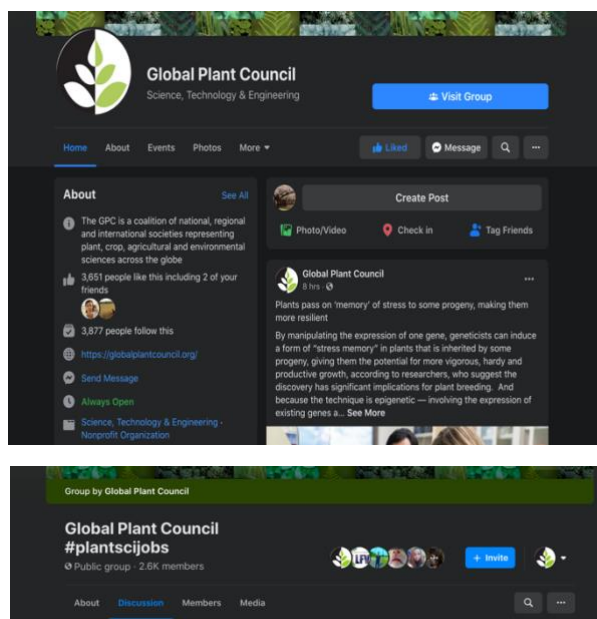 Global Plant Council
Science, Technology & Engineering
Visit Group
Home About Events Photos More
Liked Message
About See All
The GPC is a coalition of national, regional
and international societies representing
plant, crop, agricultural and environmental
sciences across the globe
3,651 people like this including 2 of your
friends
3,877 people follow this
https://globalplantcouncil.org/
Send Message
Always Open
Science, Technology & Engineering ·
Nonprofit Organization
Create Post
Photo/Video Check in Tag Friends
Global Plant Council
8 hrs ·
Plants pass on 'memory' of stress to some progeny, making them
more resilient
By manipulating the expression of one gene, geneticists can induce
a form of "stress memory" in plants that is inherited by some
progeny, giving them the potential for more vigorous, hardy and
productive growth, according to researchers, who suggest the
discovery has significant implications for plant breeding. And
because the technique is epigenetic — involving the expression of
existing genes a... See More
Group by Global Plant Council
Global Plant Council
#plantscijobs
Public group · 2.6K members
+ Invite
About Discussion Members Media